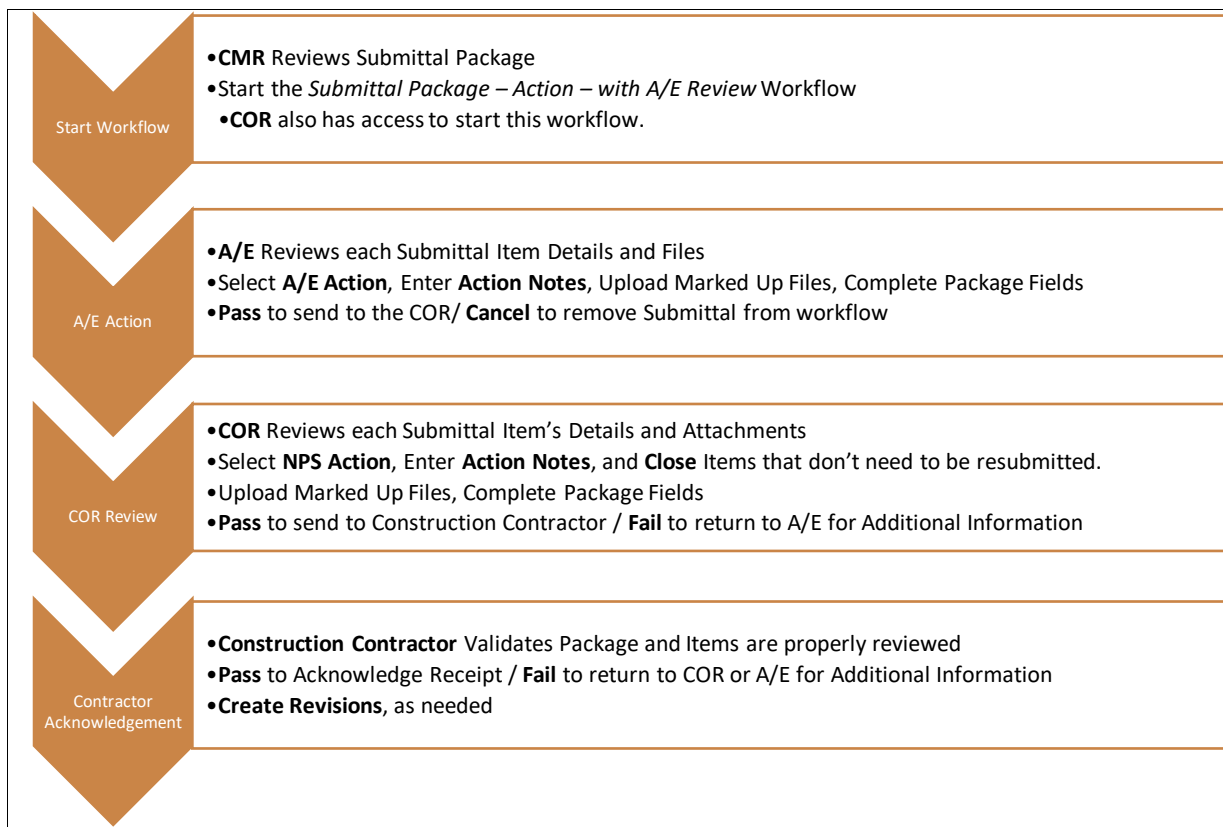 Start Workflow
•CMR Reviews Submittal Package
•Start the Submittal Package – Action – with A/E Review Workflow
•COR also has access to start this workflow.
A/E Action
•A/E Reviews each Submittal Item Details and Files
•Select A/E Action, Enter Action Notes, Upload Marked Up Files, Complete Package Fields
•Pass to send to the COR/ Cancel to remove Submittal from workflow
COR Review
•COR Reviews each Submittal Item’s Details and Attachments
•Select NPS Action, Enter Action Notes, and Close Items that don’t need to be resubmitted.
•Upload Marked Up Files, Complete Package Fields
•Pass to send to Construction Contractor / Fail to return to A/E for Additional Information
Contractor
Acknowledgement
•Construction Contractor Validates Package and Items are properly reviewed
•Pass to Acknowledge Receipt / Fail to return to COR or A/E for Additional Information
•Create Revisions, as needed